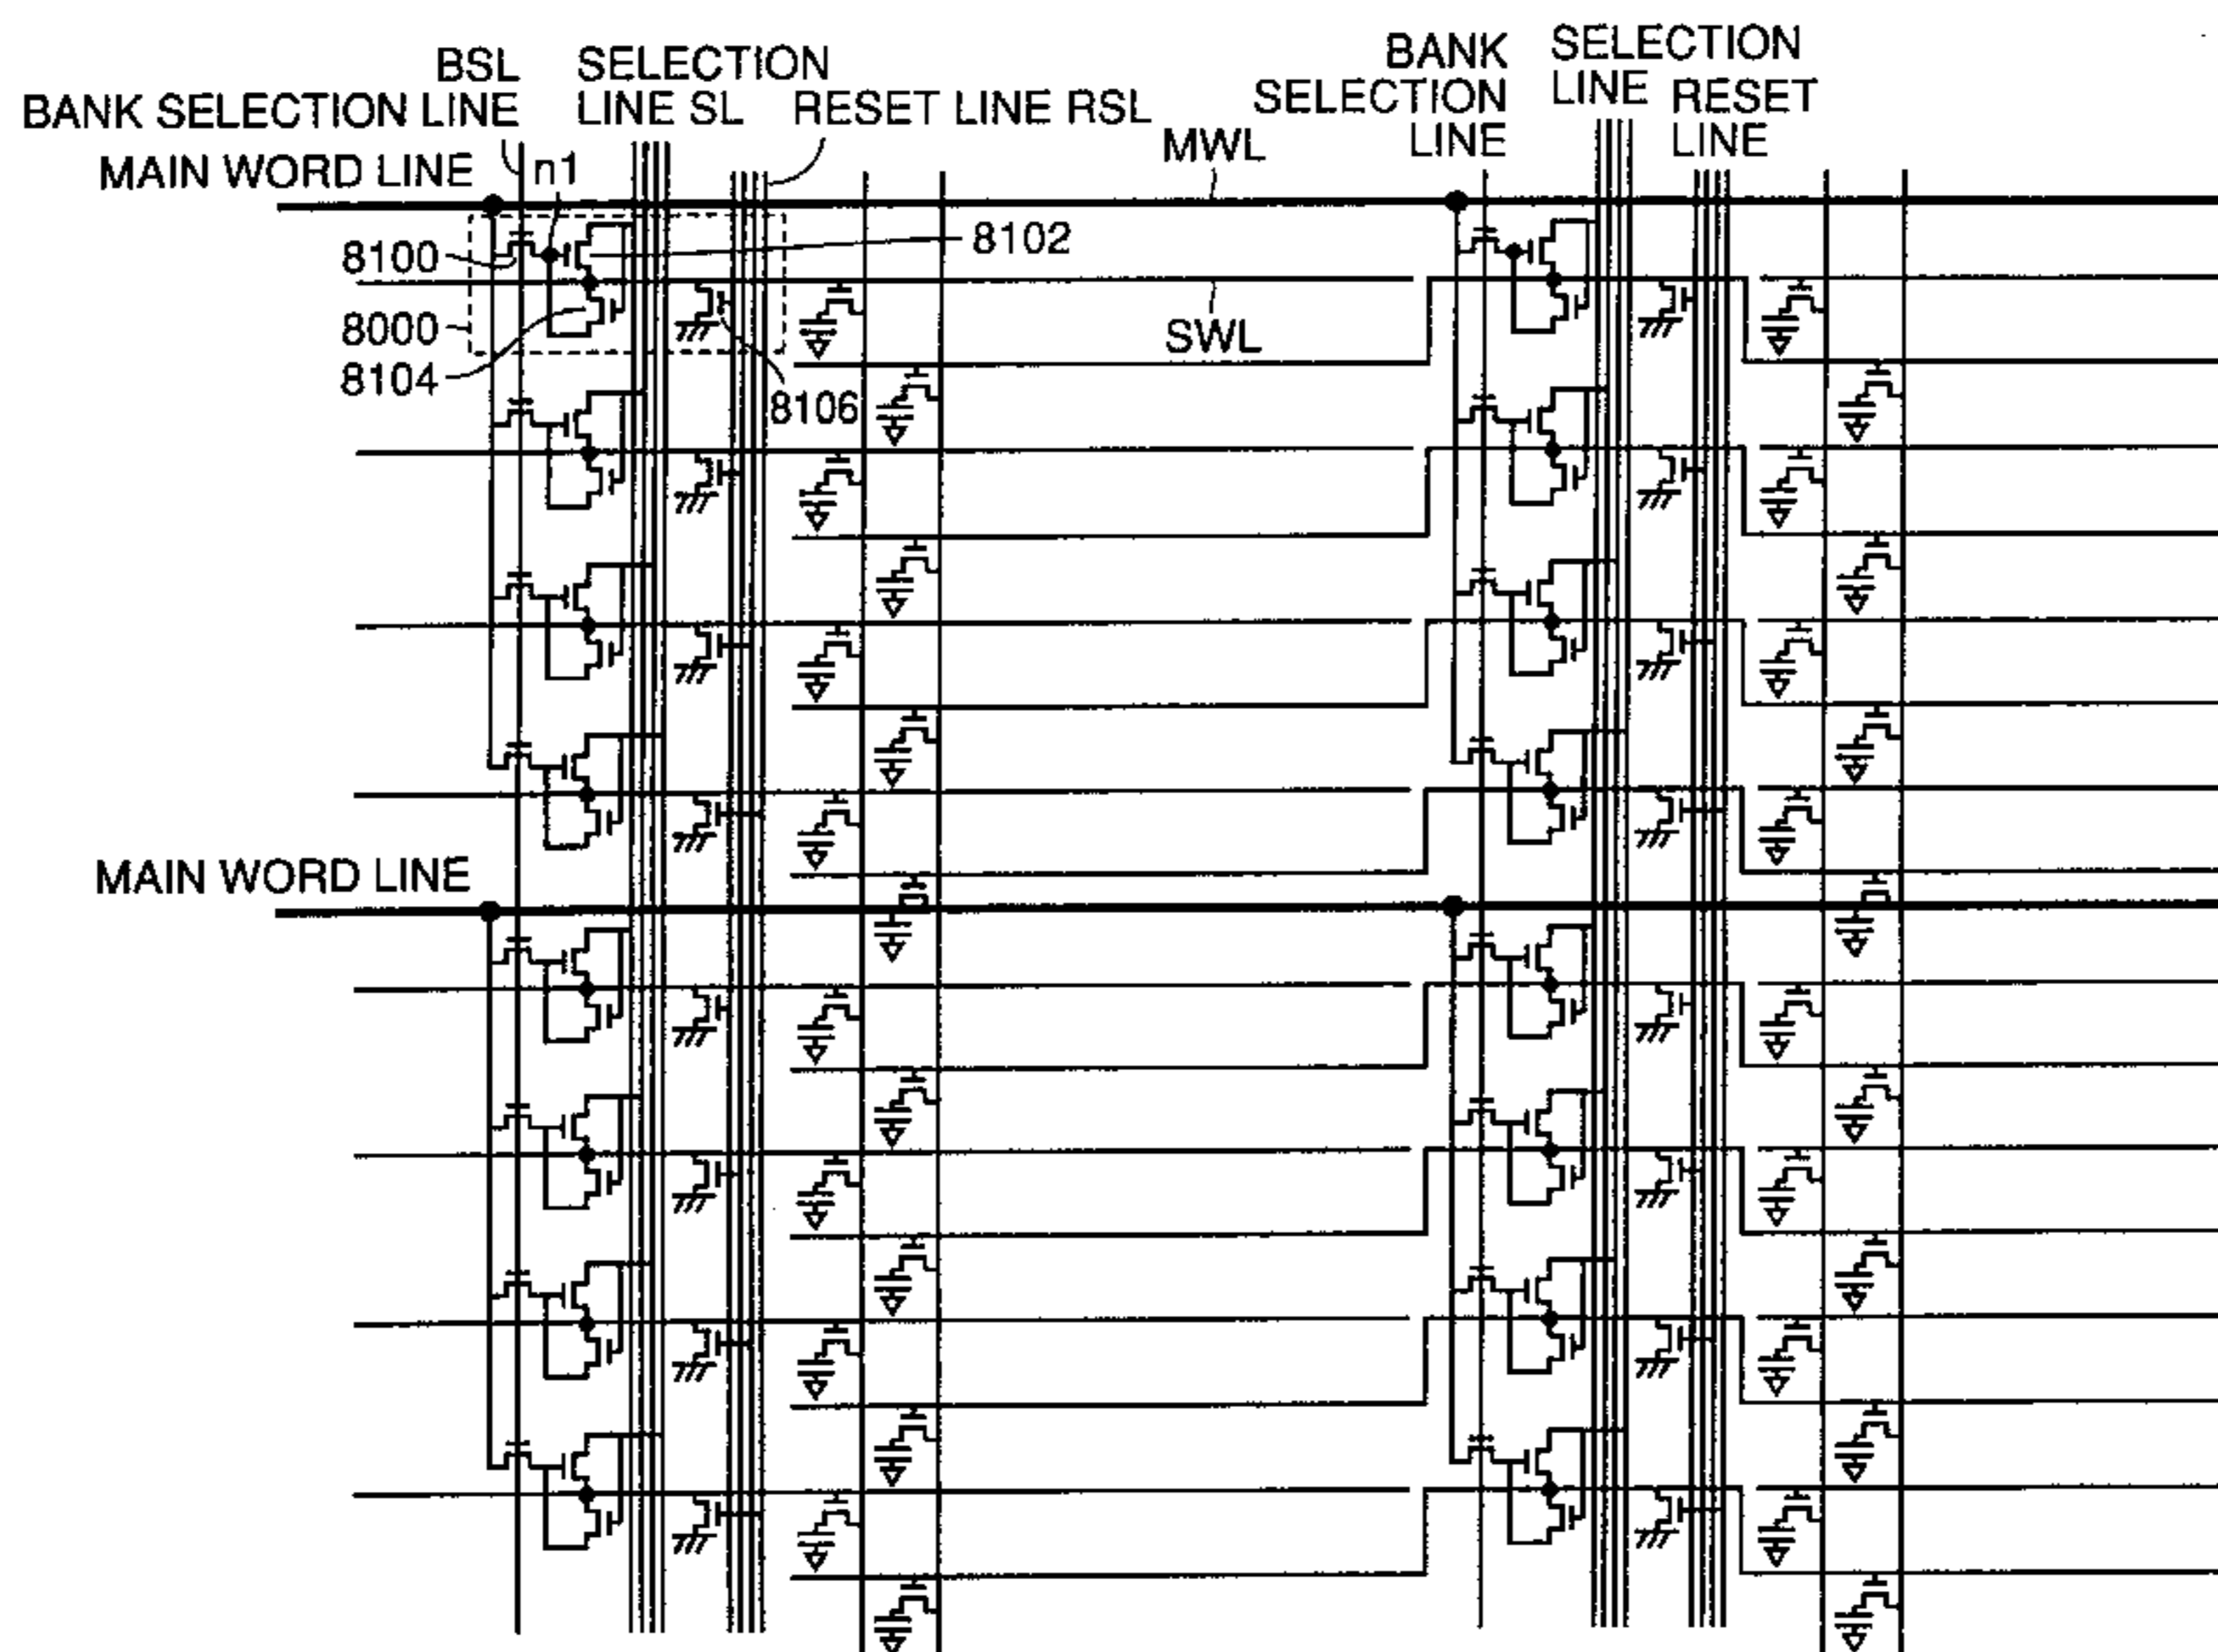 BSL
BANK SELECTION LINE
SELECTION
LINE SL
RESET LINE RSL
MAIN WORD LINE
n1
MWL
BANK
SELECTION
LINE
SELECTION
LINE
RESET
LINE
8100
8102
8000
SWL
8104
8106
MAIN WORD LINE